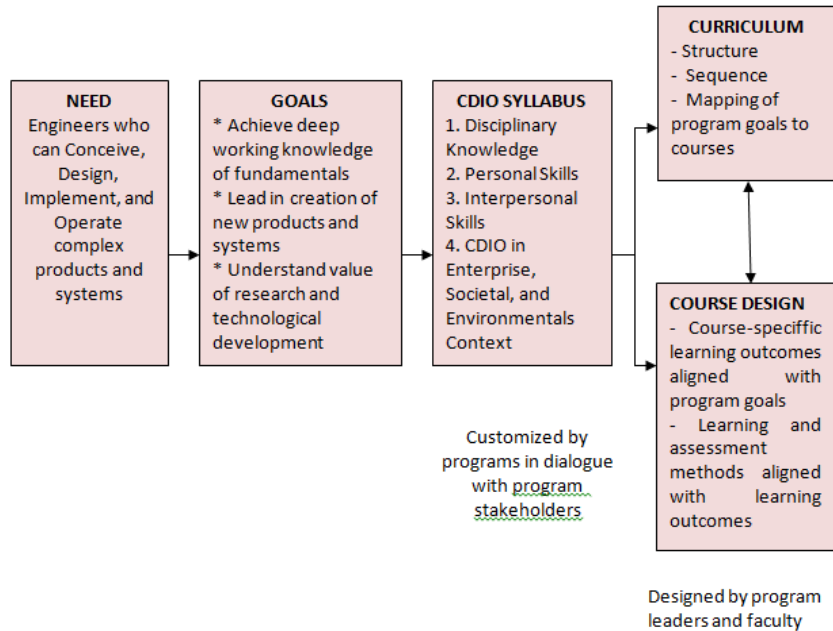 NEED
Engineers who
can Conceive,
Design,
Implement, and
Operate
complex
products and
systems
GOALS
* Achieve deep
working knowledge
of fundamentals
* Lead in creation of
new products and
systems
* Understand value
of research and
technological
development
CDIO SYLLABUS
1. Disciplinary
Knowledge
2. Personal Skills
3. Interpersonal
Skills
4. CDIO in
Enterprise,
Societal, and
Environmentals
Context
CURRICULUM
- Structure
- Sequence
- Mapping of
program goals to
courses
COURSE DESIGN
- Course-speciffic
learning outcomes
aligned with
program goals
- Learning and
assessment
methods aligned
with learning
outcomes
Customized by
programs in dialogue
with program
stakeholders
Designed by program
leaders and faculty